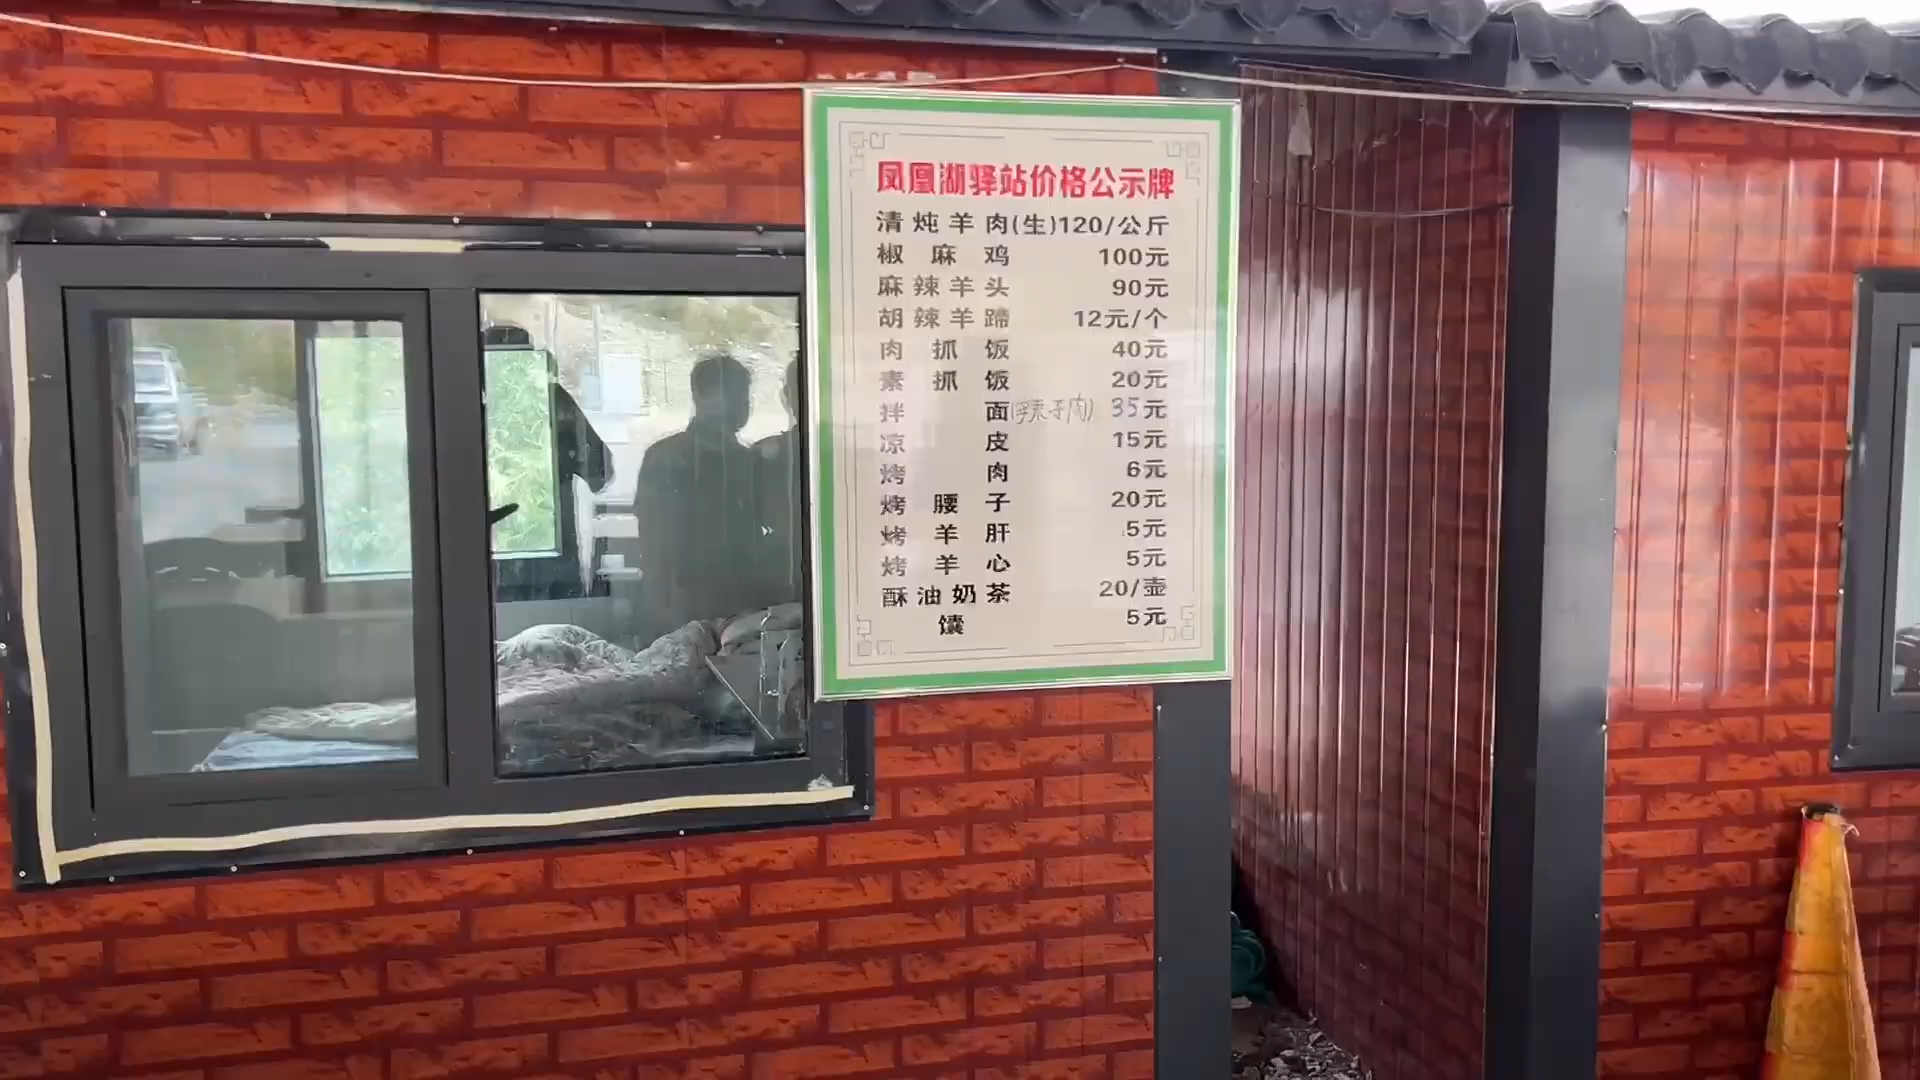 凤凰湖驿站价格公示牌
清炖羊肉(生)120/公斤
椒麻鸡 100元
麻辣羊头 90元
胡辣羊蹄 12元/个
肉抓饭 40元
素抓饭 20元
拌面(辣子肉) 35元
凉皮 15元
烤肉 6元
烤腰子 20元
烤羊肝 5元
烤羊心 5元
酥油奶茶 20/壶
馕 5元